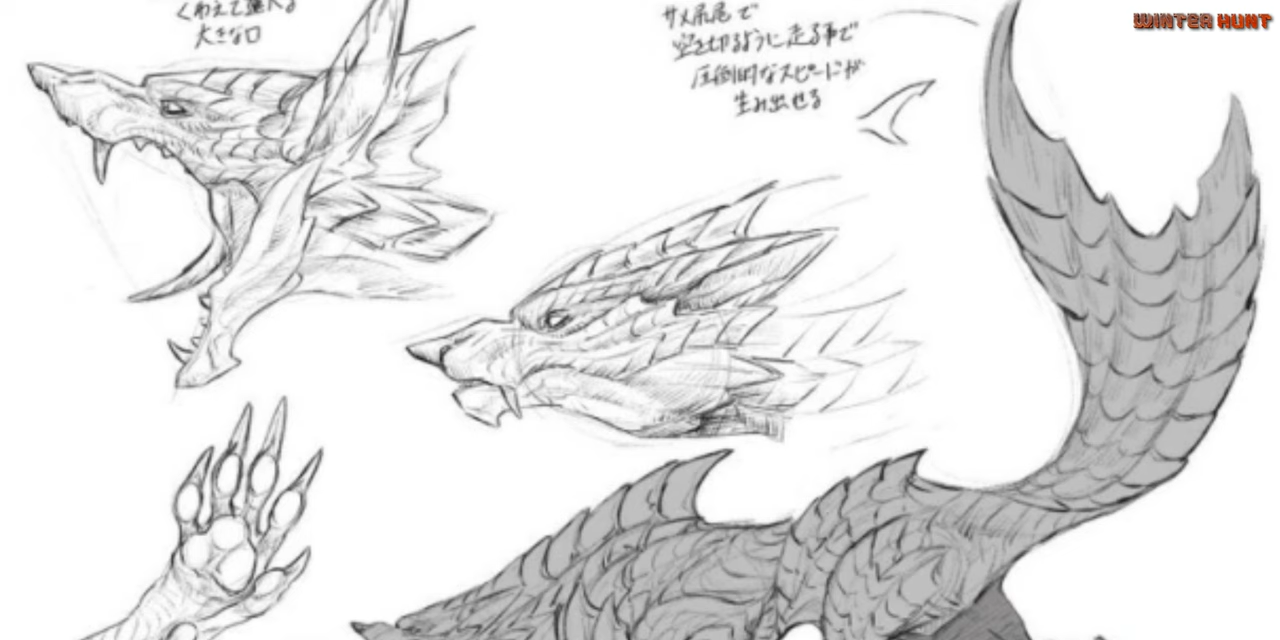 くわえて運べる
大きな口
サメ尻尾で
空を切るように走る事で
圧倒的なスピードが
生み出せる
WINTER HUNT